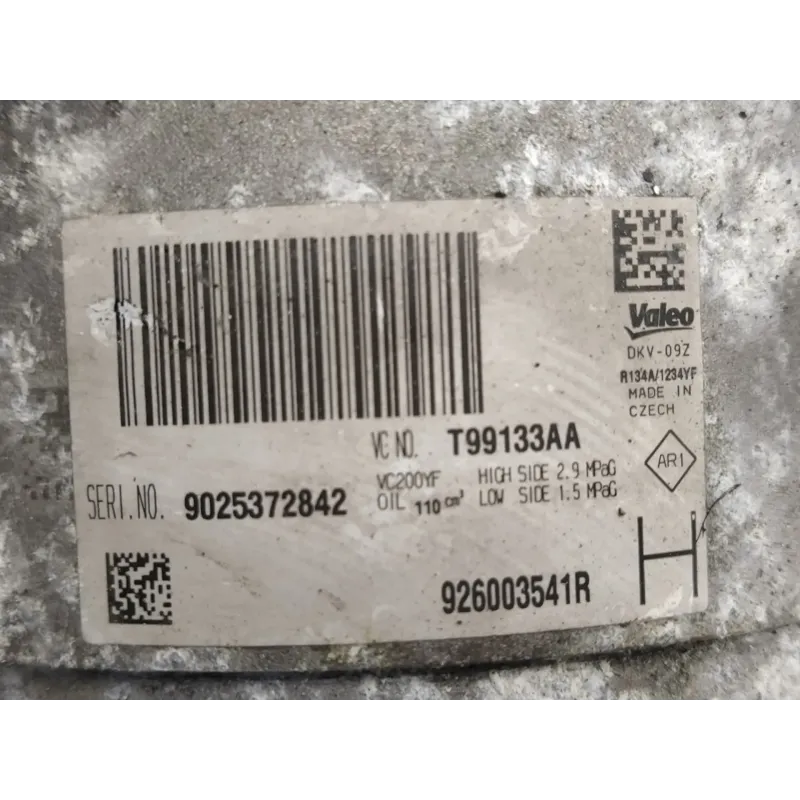 Valeo
DKV-09Z
R134A/1234YF
MADE IN
CZECH
VC NO. T99133AA
AR1
VC200YF HIGH SIDE 2.9 MPaG
OIL 110 cm³ LOW SIDE 1.5 MPaG
SERI.NO. 9025372842
H
926003541R